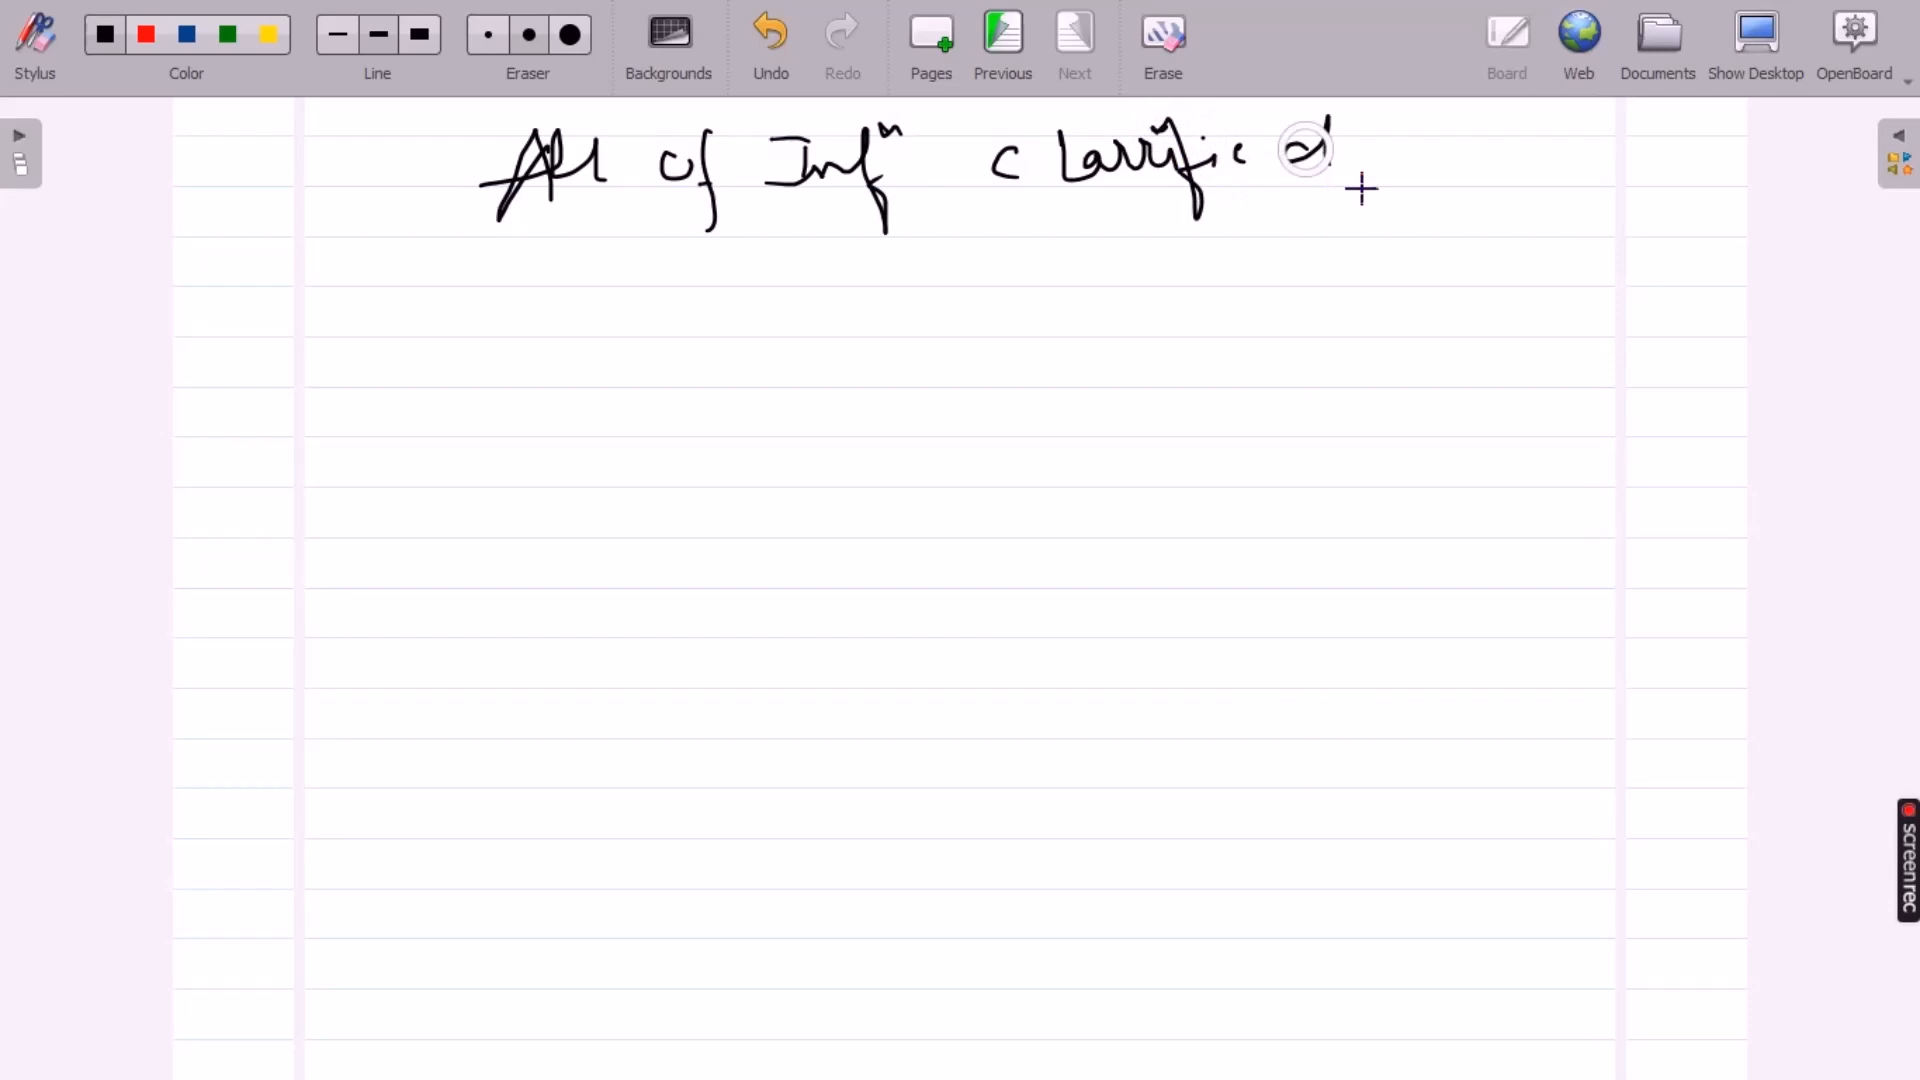 Stylus Color Line Eraser Backgrounds Undo Redo Pages Previous Next Erase Board Web Documents Show Desktop OpenBoard
of Infⁿ
screenrec